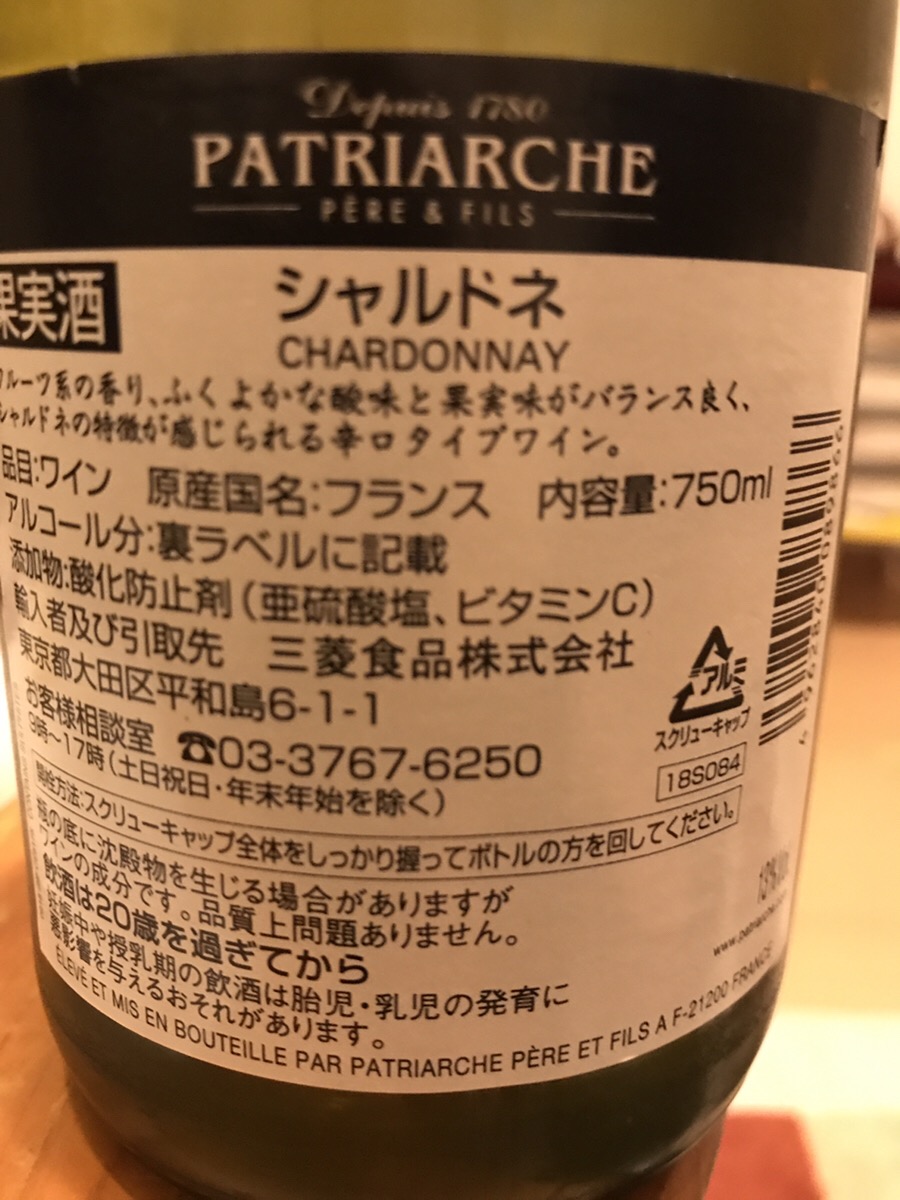 Depuis 1780
PATRIARCHE
PÈRE & FILS
果実酒
シャルドネ
CHARDONNAY
フルーツ系の香り、ふくよかな酸味と果実味がバランス良く、
シャルドネの特徴が感じられる辛口タイプワイン。
品目:ワイン 原産国名:フランス 内容量:750ml
アルコール分:裏ラベルに記載
添加物:酸化防止剤(亜硫酸塩、ビタミンC)
輸入者及び引取先 三菱食品株式会社
東京都大田区平和島6-1-1
お客様相談室 ☎03-3767-6250
9時~17時(土日祝日・年末年始を除く)
アルミ
スクリューキャップ
18S084
開栓方法:スクリューキャップ全体をしっかり握ってボトルの方を回してください。
瓶の底に沈殿物を生じる場合がありますが
ワインの成分です。品質上問題ありません。
飲酒は20歳を過ぎてから
妊娠中や授乳期の飲酒は胎児・乳児の発育に
悪影響を与えるおそれがあります。
13%
www.patriarche
ÉLEVÉ ET MIS EN BOUTEILLE PAR PATRIARCHE PÈRE ET FILS A F-21200 FRANCE